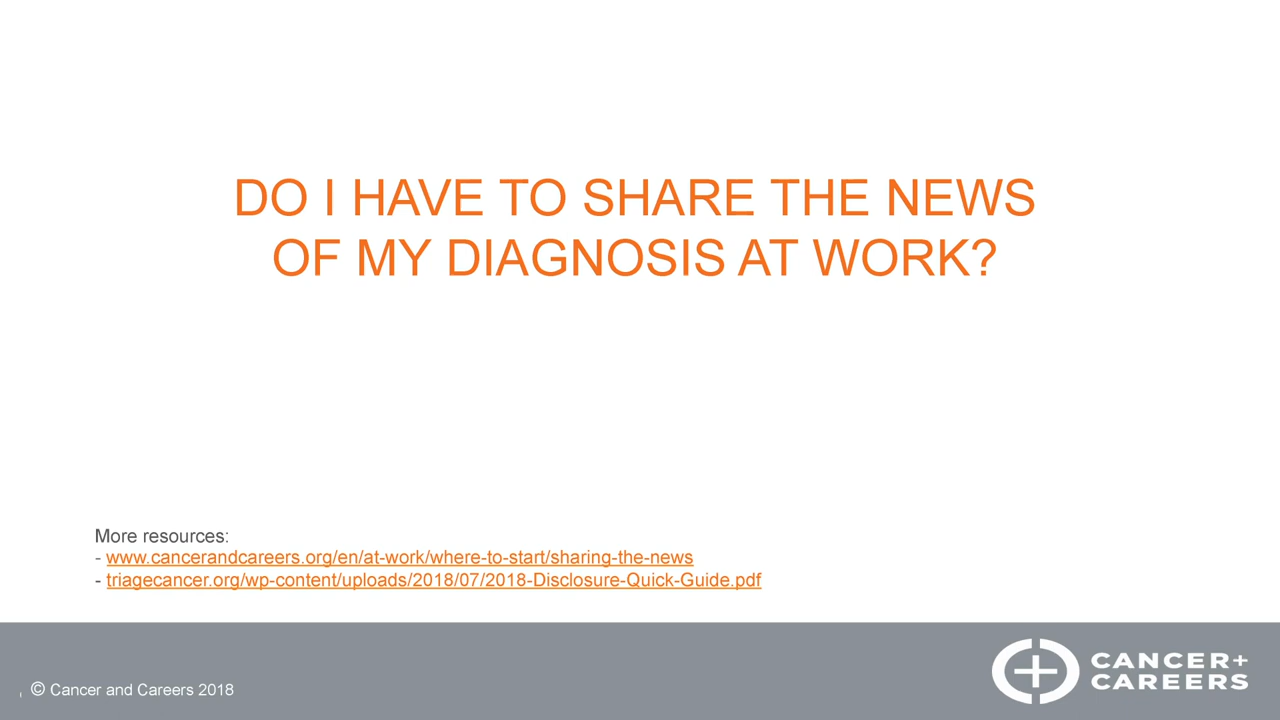 DO I HAVE TO SHARE THE NEWS
OF MY DIAGNOSIS AT WORK?
More resources:
- www.cancerandcareers.org/en/at-work/where-to-start/sharing-the-news
- triagecancer.org/wp-content/uploads/2018/07/2018-Disclosure-Quick-Guide.pdf
© Cancer and Careers 2018
CANCER+
CAREERS